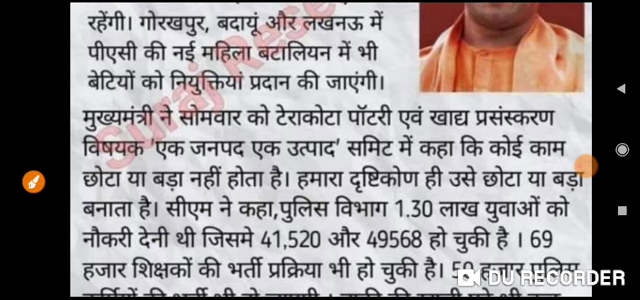 रहेंगी। गोरखपुर, बदायूं और लखनऊ में
पीएसी की नई महिला बटालियन में भी
बेटियों को नियुक्तियां प्रदान की जाएंगी।
मुख्यमंत्री ने सोमवार को टेराकोटा पॉटरी एवं खाद्य प्रसंस्करण
विषयक 'एक जनपद एक उत्पाद' समिट में कहा कि कोई काम
छोटा या बड़ा नहीं होता है। हमारा दृष्टिकोण ही उसे छोटा या बड़ा
बनाता है। सीएम ने कहा,पुलिस विभाग 1.30 लाख युवाओं को
नौकरी देनी थी जिसमे 41,520 और 49568 हो चुकी है । 69
हजार शिक्षकों की भर्ती प्रक्रिया भी हो चुकी है।
DU RECORDER
Suraj Rese